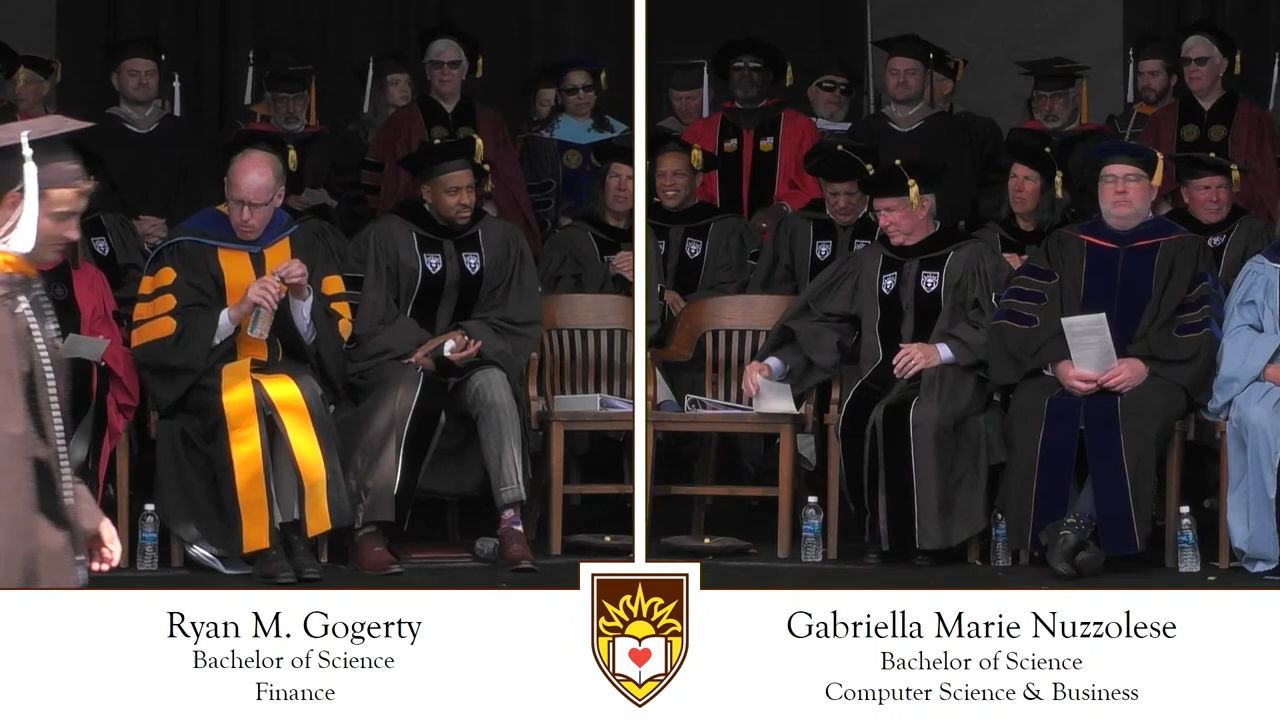 Ryan M. Gogerty
Bachelor of Science
Finance
Gabriella Marie Nuzzolese
Bachelor of Science
Computer Science & Business